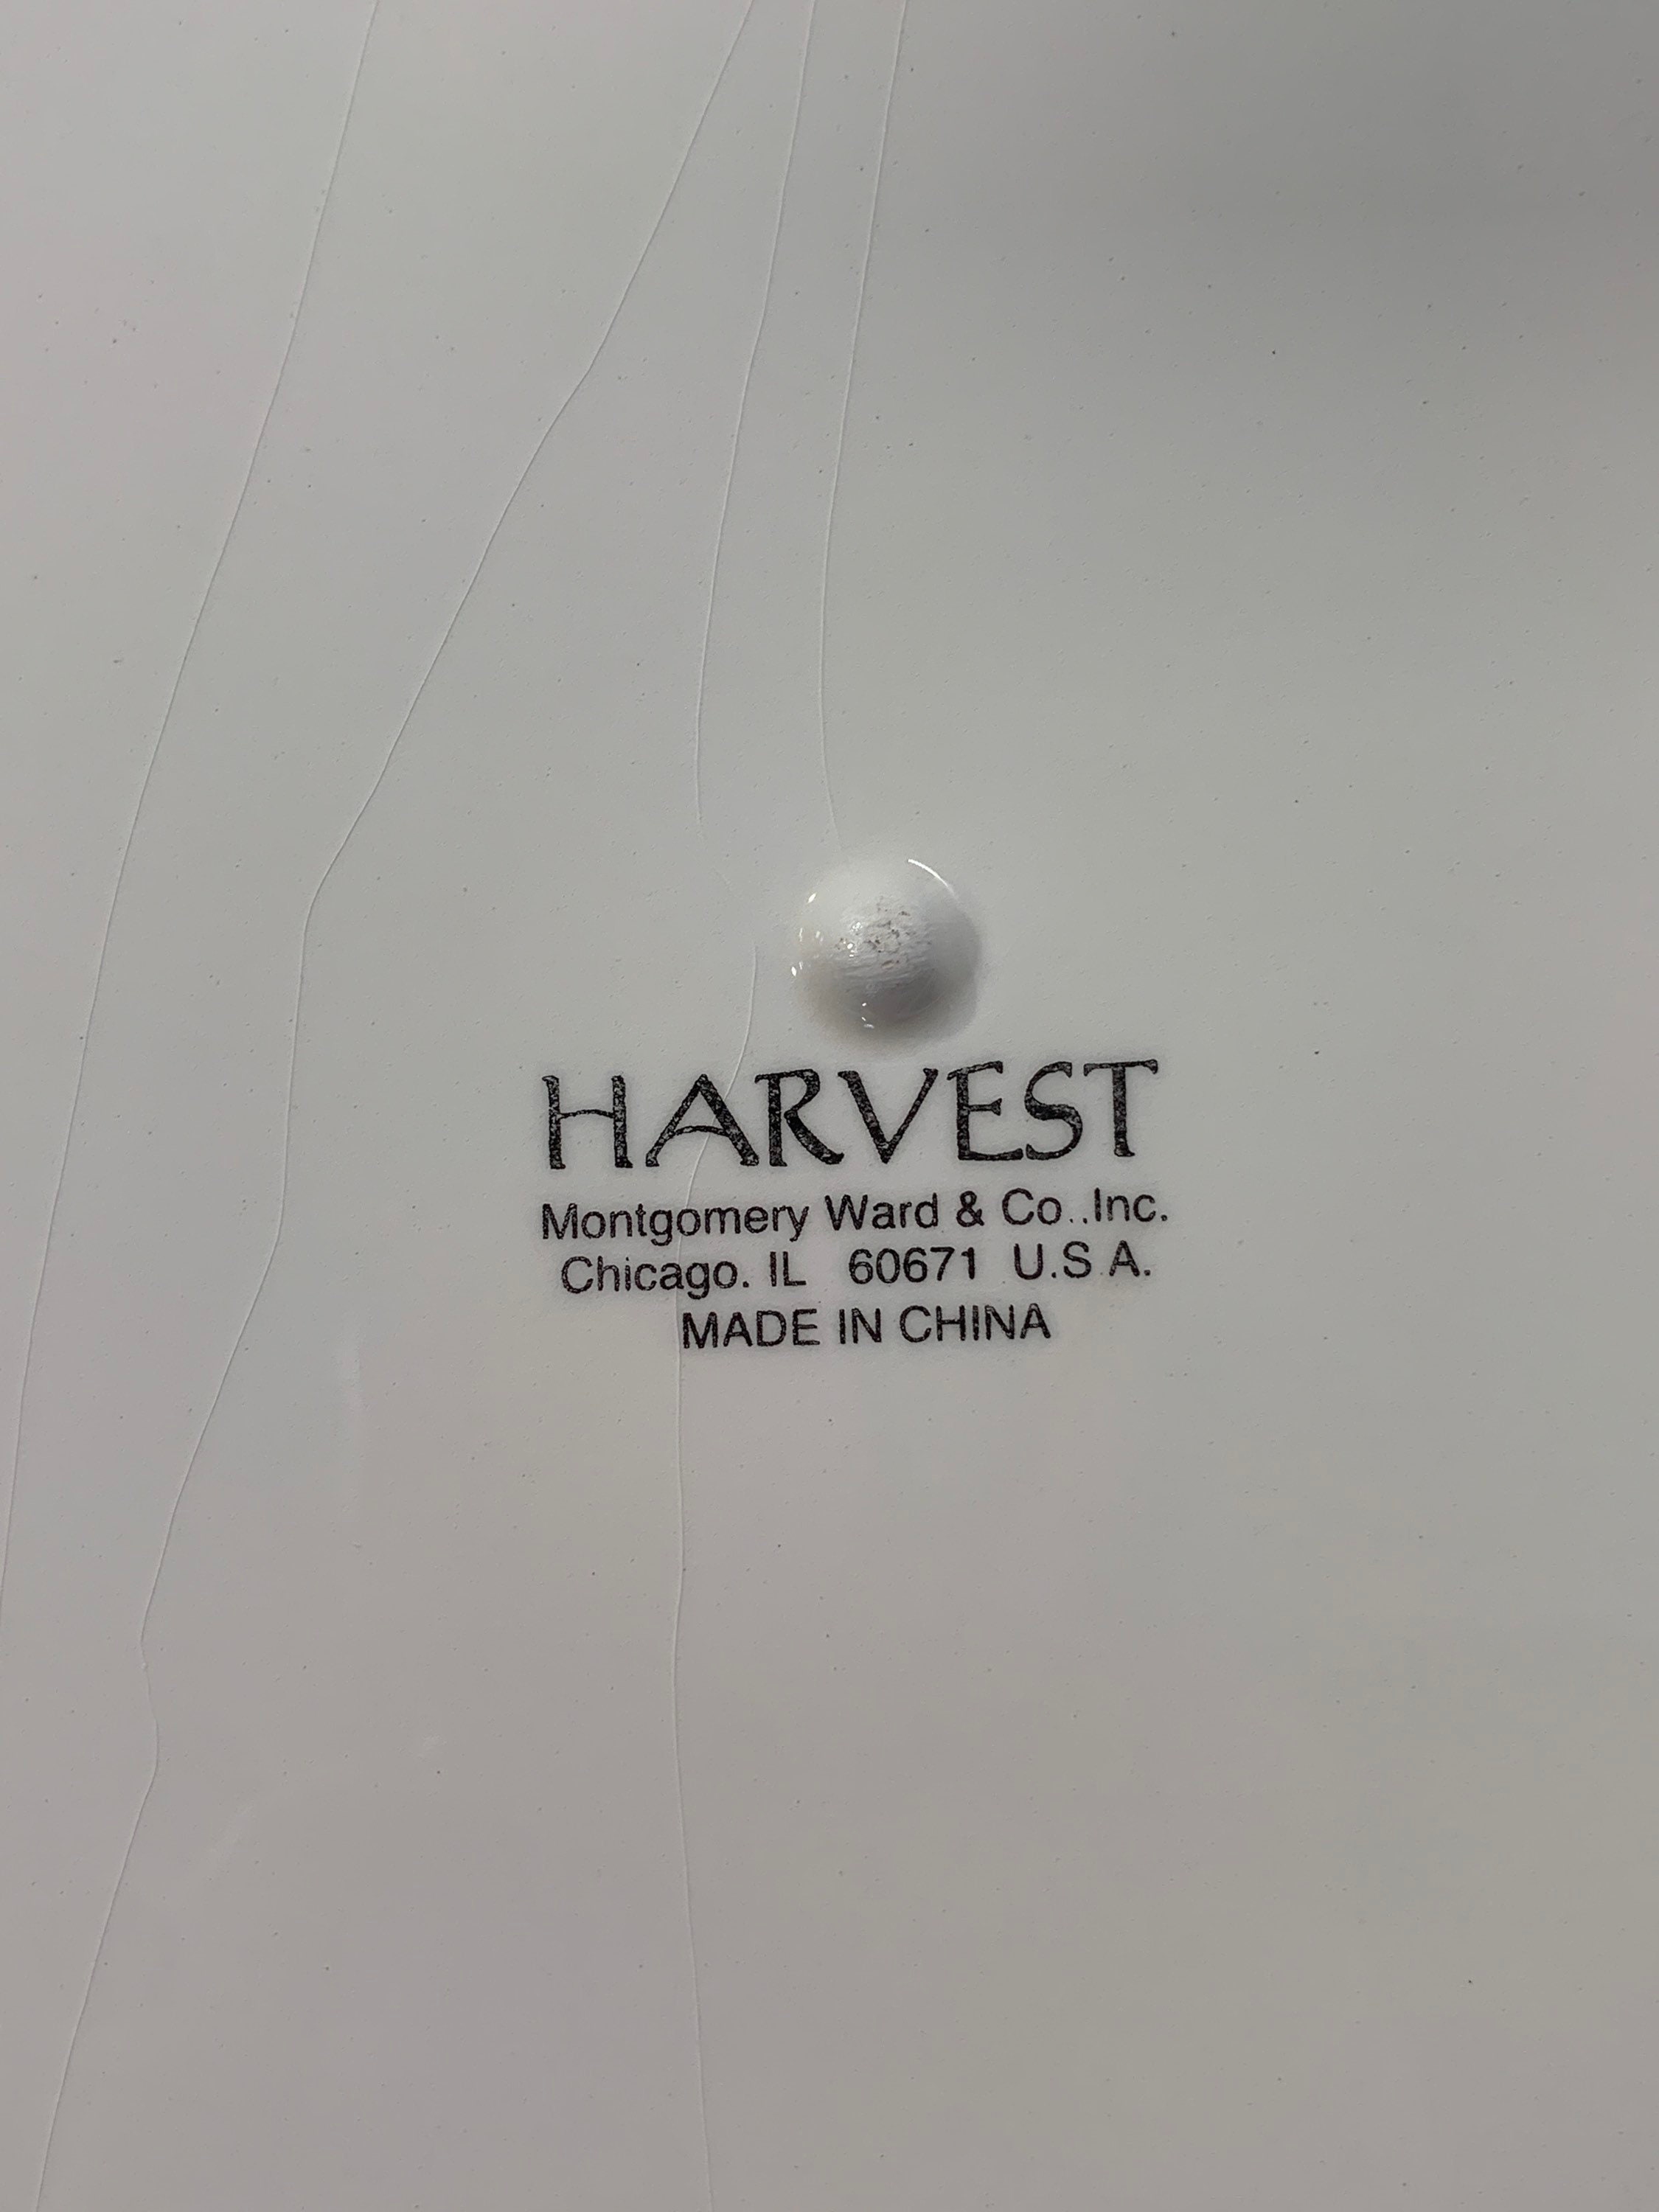 HARVEST
Montgomery Ward & Co..Inc.
Chicago. IL 60671 U.S A.
MADE IN CHINA